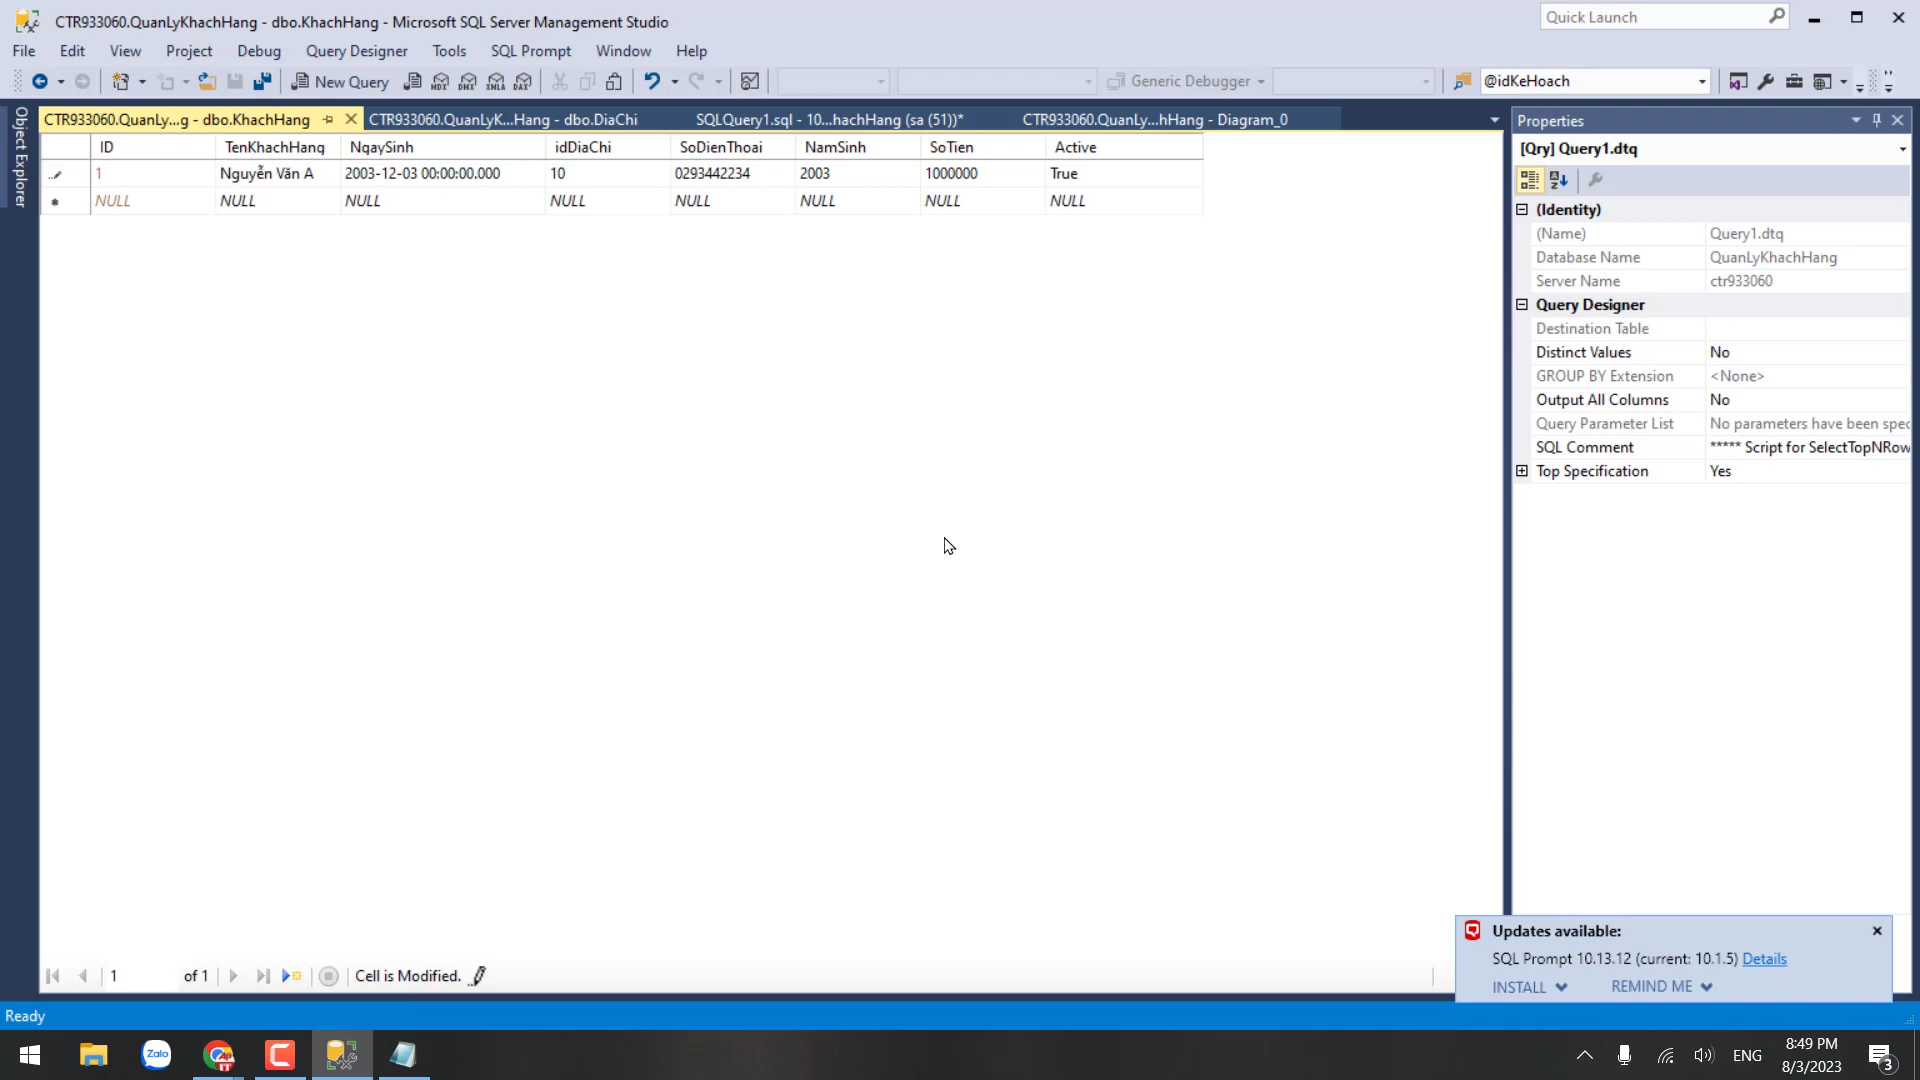 CTR933060.QuanLyKhachHang - dbo.KhachHang - Microsoft SQL Server Management Studio
Quick Launch
File Edit View Project Debug Query Designer Tools SQL Prompt Window Help
New Query MDX DMX XMLA DAX Generic Debugger @idKeHoach
Object Explorer
CTR933060.QuanLy...g - dbo.KhachHang CTR933060.QuanLyK...Hang - dbo.DiaChi SQLQuery1.sql - 10...hachHang (sa (51))* CTR933060.QuanLy...hHang - Diagram_0
ID TenKhachHang NgaySinh idDiaChi SoDienThoai NamSinh SoTien Active
1 Nguyễn Văn A 2003-12-03 00:00:00.000 10 0293442234 2003 1000000 True
NULL NULL NULL NULL NULL NULL NULL NULL
1 of 1 Cell is Modified.
Properties
[Qry] Query1.dtq
(Identity)
(Name) Query1.dtq
Database Name QuanLyKhachHang
Server Name ctr933060
Query Designer
Destination Table
Distinct Values No
GROUP BY Extension <None>
Output All Columns No
Query Parameter List No parameters have been spec
SQL Comment ***** Script for SelectTopNRow
Top Specification Yes
Updates available:
SQL Prompt 10.13.12 (current: 10.1.5) Details
INSTALL REMIND ME
Ready
Zalo
ENG
8:49 PM
8/3/2023
3